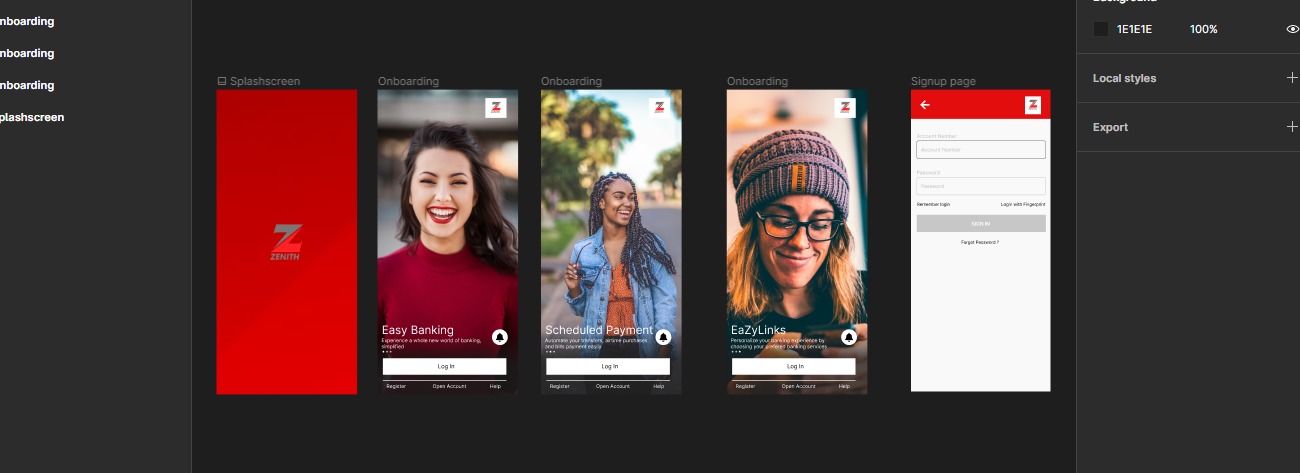 nboarding
nboarding
nboarding
plashscreen
Splashscreen
Z
ZENITH
Onboarding
Z
Easy Banking
Experience a whole new world of banking,
simplified
Log In
Register
Open Account
Help
Onboarding
Z
Scheduled Payment
Automate your transfers, airtime purchases
and bills payment easily
Log In
Register
Open Account
Help
Onboarding
Z
EaZyLinks
Personalize your banking experience by
choosing your prefered banking services
Log In
Register
Open Account
Help
Signup page
Z
Account Number
Account Number
Password
Password
Remember login
Login with Fingerprint
SIGN IN
Forgot Password ?
Background
1E1E1E
100%
Local styles
Export